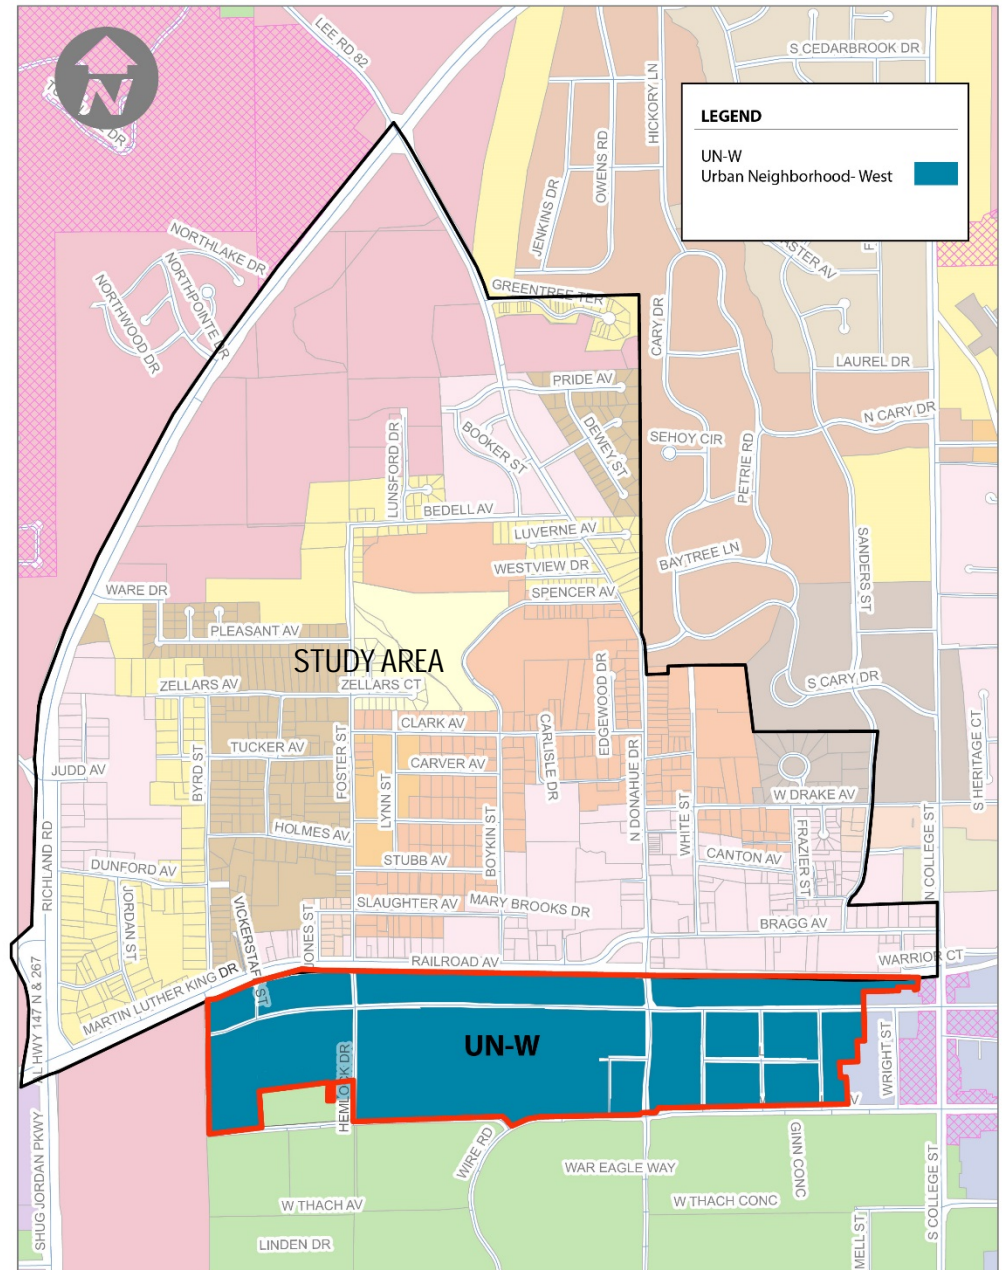 LEE RD 82
S CEDARBROOK DR
HICKORY LN
OWENS RD
JENKINS DR
N
DR
LEGEND
UN-W
Urban Neighborhood- West
NORTHLAKE DR
NORTHPOINTE DR
NORTHWOOD DR
GREENTREE TER
CARY DR
LAUREL DR
N CARY DR
PRIDE AV
DEWEY ST
BOOKER ST
LUNSFORD DR
SEHOY CIR
PETRIE RD
BEDELL AV
LUVERNE AV
WESTVIEW DR
SPENCER AV
BAYTREE LN
SANDERS ST
WARE DR
PLEASANT AV
STUDY AREA
ZELLARS AV
ZELLARS CT
S CARY DR
EDGEWOOD DR
CARLISLE DR
CLARK AV
S HERITAGE CT
TUCKER AV
FOSTER ST
BYRD ST
CARVER AV
JUDD AV
LYNN ST
N DONAHUE DR
W DRAKE AV
WHITE ST
FRAZIER ST
HOLMES AV
BOYKIN ST
RICHLAND RD
DUNFORD AV
STUBB AV
CANTON AV
N COLLEGE ST
JORDAN ST
VICKERSTAFF ST
JONES ST
SLAUGHTER AV
MARY BROOKS DR
BRAGG AV
RAILROAD AV
WARRIOR CT
MARTIN LUTHER KING DR
AL HWY 147 N & 267
UN-W
HEMLOCK DR
WRIGHT ST
V
WIRE RD
WAR EAGLE WAY
GINN CONC
SHUG JORDAN PKWY
W THACH AV
W THACH CONC
S COLLEGE ST
MELL ST
LINDEN DR